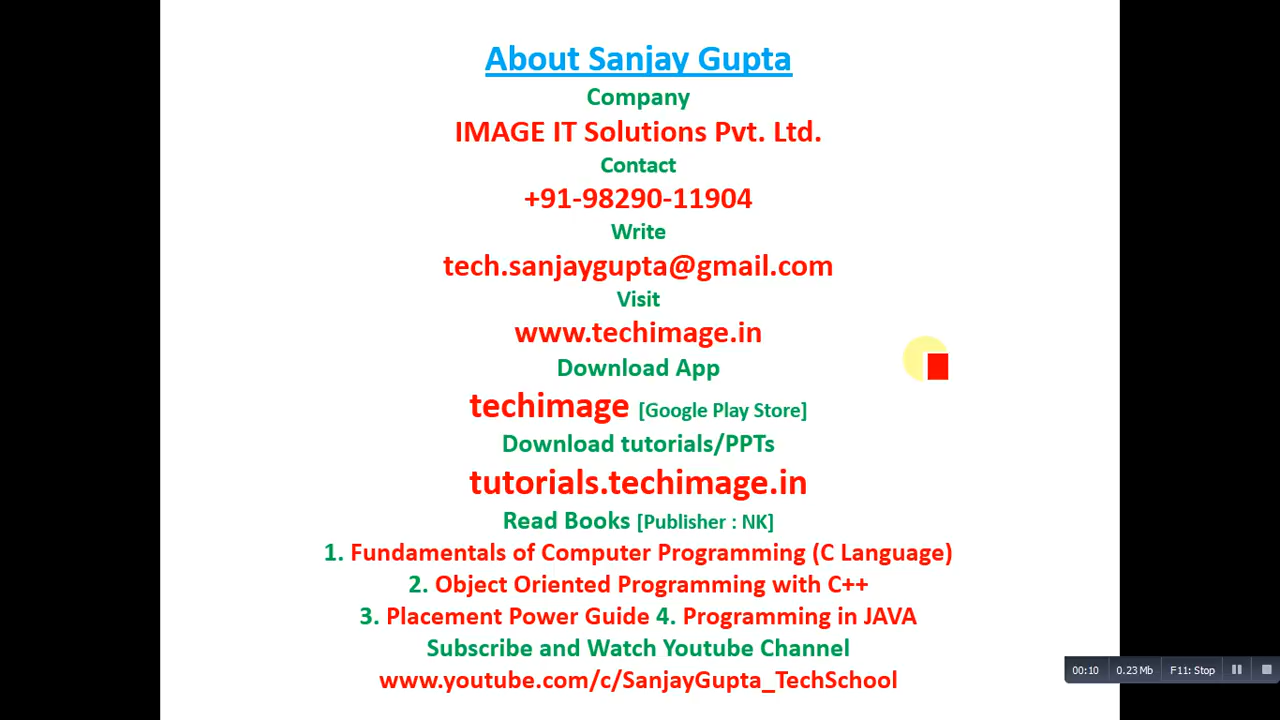 About Sanjay Gupta
Company
IMAGE IT Solutions Pvt. Ltd.
Contact
+91-98290-11904
Write
tech.sanjaygupta@gmail.com
Visit
www.techimage.in
Download App
techimage [Google Play Store]
Download tutorials/PPTs
tutorials.techimage.in
Read Books [Publisher : NK]
1. Fundamentals of Computer Programming (C Language)
2. Object Oriented Programming with C++
3. Placement Power Guide 4. Programming in JAVA
Subscribe and Watch Youtube Channel
www.youtube.com/c/SanjayGupta_TechSchool
00:10 0.23 Mb F11: Stop